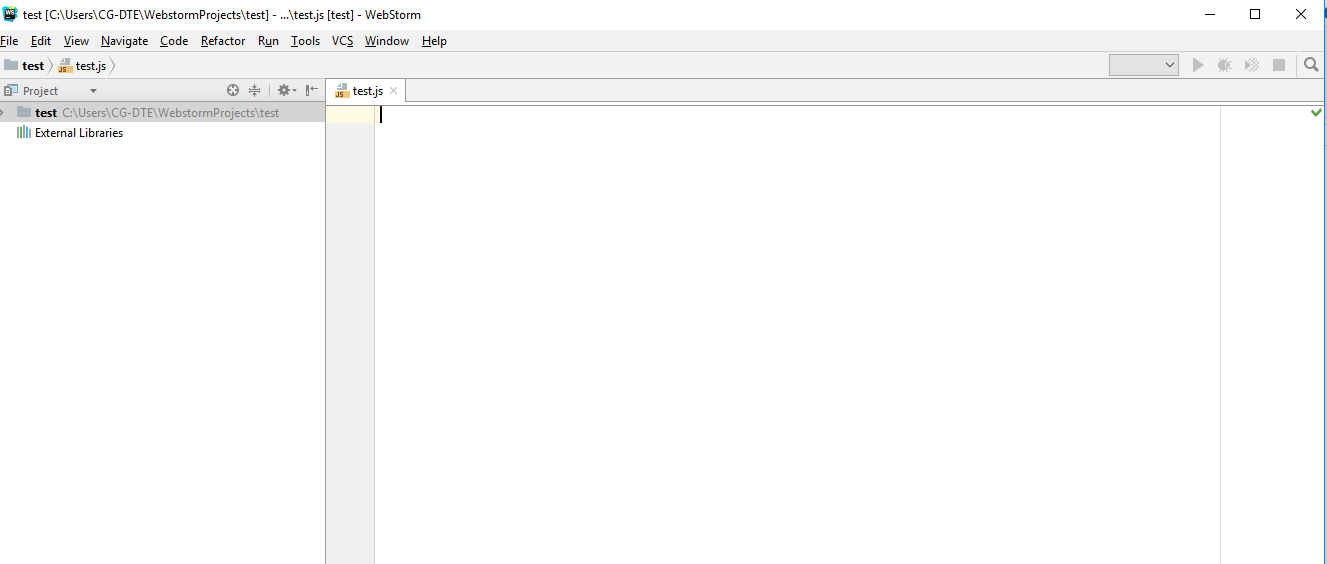 test [C:\Users\CG-DTE\WebstormProjects\test] - ...\test.js [test] - WebStorm
File Edit View Navigate Code Refactor Run Tools VCS Window Help
test test.js
Project test.js
test C:\Users\CG-DTE\WebstormProjects\test
External Libraries